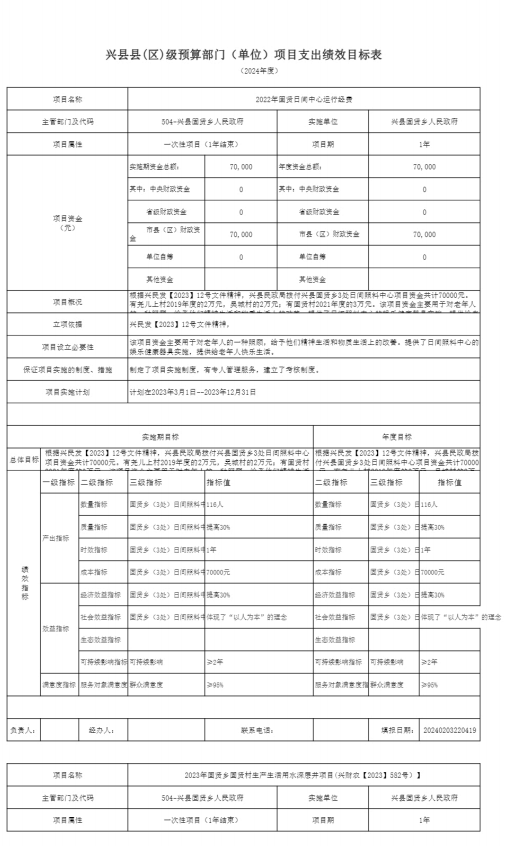 兴县县(区)级预算部门（单位）项目支出绩效目标表
（2024年度）
项目名称 2022年固贤日间中心运行经费
主管部门及代码 504-兴县固贤乡人民政府 实施单位 兴县固贤乡人民政府
项目属性 一次性项目（1年结束） 项目期 1年
项目资金
（元）
实施期资金总额: 70,000 年度资金总额: 70,000
其中: 中央财政资金 0 其中: 中央财政资金 0
省级财政资金 0 省级财政资金 0
市县（区）财政资金 70,000 市县（区）财政资金 70,000
单位自筹 0 单位自筹 0
其他资金 其他资金
项目概况
根据兴民发【2023】12号文件精神，兴县民政局拨付兴县固贤乡3处日间照料中心项目资金共计70000元。
有尧儿上村2019年度的2万元，吴城村的2万元；有固贤村2021年度的3万元。该项目资金主要用于对老年人
立项依据 兴民发【2023】12号文件精神。
项目设立必要性
该项目资金主要用于对老年人的一种照顾，给予他们精神生活和物质生活上的改善。提供了日间照料中心的
娱乐健康器具实施、提供给老年人快乐生活。
保证项目实施的制度、措施 制定了项目实施制度，有专人管理服务，建立了考核制度。
项目实施计划 计划在2023年3月1日--2023年12月31日
实施期目标 年度目标
总体目标
根据兴民发【2023】12号文件精神，兴县民政局拨付兴县固贤乡3处日间照料中心
项目资金共计70000元。有尧儿上村2019年度的2万元，吴城村的2万元；有固贤村
根据兴民发【2023】12号文件精神，兴县民政局拨
付兴县固贤乡3处日间照料中心项目资金共计70000
绩效指标
一级指标 二级指标 三级指标 指标值 二级指标 三级指标 指标值
产出指标
数量指标 固贤乡（3处）日间照料中 116人 数量指标 固贤乡（3处）日 116人
质量指标 固贤乡（3处）日间照料中 提高30% 质量指标 固贤乡（3处）日 提高30%
时效指标 固贤乡（3处）日间照料中 1年 时效指标 固贤乡（3处）日 1年
成本指标 固贤乡（3处）日间照料中 70000元 成本指标 固贤乡（3处）日 70000元
效益指标
经济效益指标 固贤乡（3处）日间照料中 提高30% 经济效益指标 固贤乡（3处）日 提高30%
社会效益指标 固贤乡（3处）日间照料中 体现了“以人为本”的理念 社会效益指标 固贤乡（3处）日 体现了“以人为本”的理念
生态效益指标 生态效益指标
可持续影响指标 可持续影响 ≥2年 可持续影响指标 可持续影响 ≥2年
满意度指标 服务对象满意度 群众满意度 ≥95% 服务对象满意度指 群众满意度 ≥95%
负责人: 经办人: 联系电话: 填报日期: 20240203220419
项目名称 2023年固贤乡固贤村生产生活用水深层井项目(兴财农【2023】582号）】
主管部门及代码 504-兴县固贤乡人民政府 实施单位 兴县固贤乡人民政府
项目属性 一次性项目（1年结束） 项目期 1年